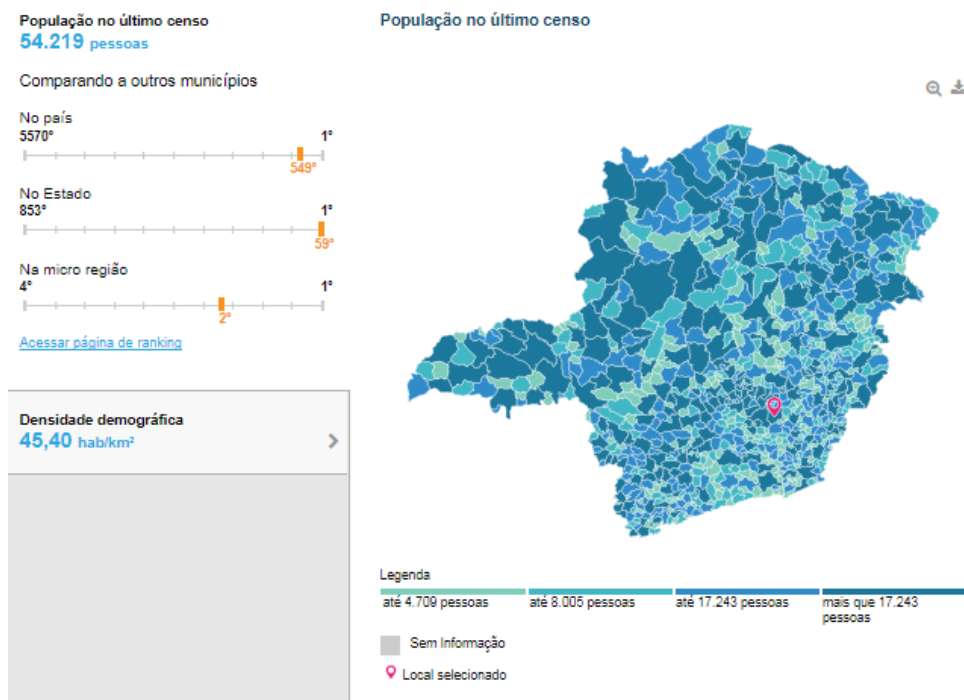 População no último censo
54.219 pessoas
Comparando a outros municípios
No país
5570° 1°
549°
No Estado
853° 1°
59°
Na micro região
4° 1°
2°
Acessar página de ranking
Densidade demográfica
45,40 hab/km²
População no último censo
Legenda
até 4.709 pessoas
até 8.005 pessoas
até 17.243 pessoas
mais que 17.243
pessoas
Sem Informação
Local selecionado